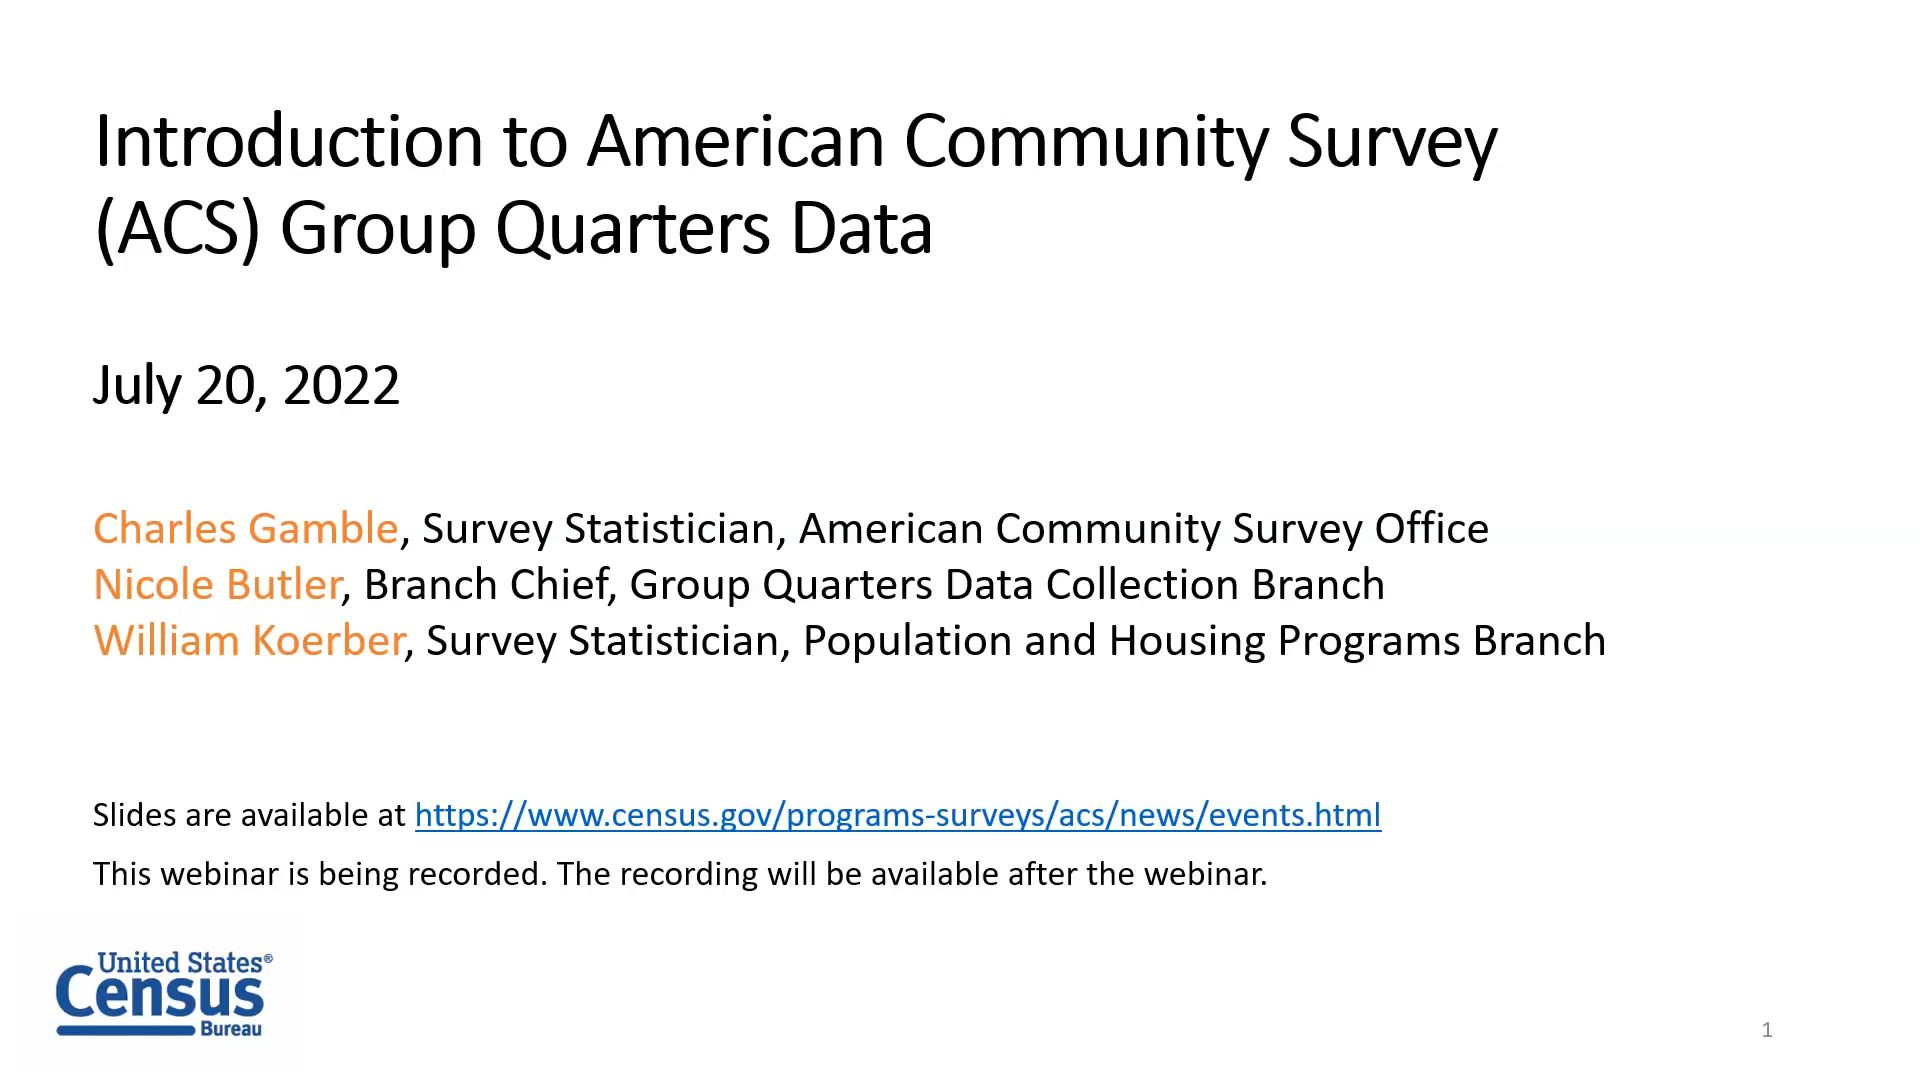 Introduction to American Community Survey
(ACS) Group Quarters Data
July 20, 2022
Charles Gamble, Survey Statistician, American Community Survey Office
Nicole Butler, Branch Chief, Group Quarters Data Collection Branch
William Koerber, Survey Statistician, Population and Housing Programs Branch
Slides are available at https://www.census.gov/programs-surveys/acs/news/events.html
This webinar is being recorded. The recording will be available after the webinar.
United States®
Census
Bureau
1